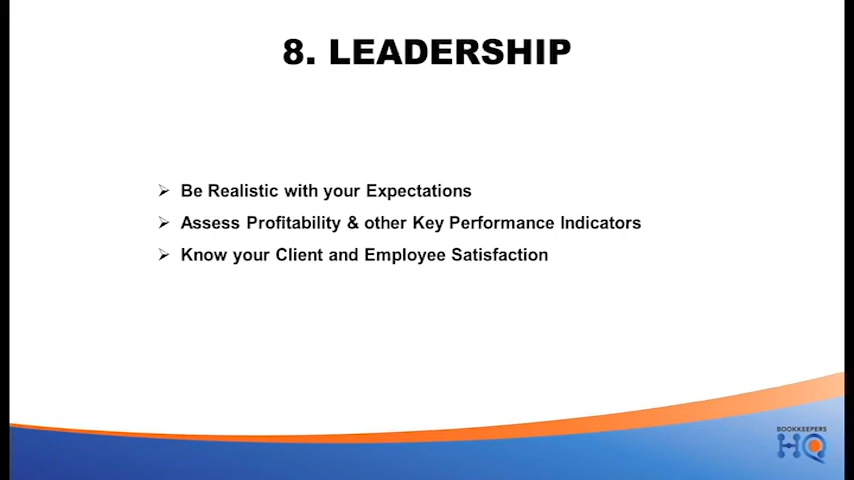 8. LEADERSHIP
Be Realistic with your Expectations
Assess Profitability & other Key Performance Indicators
Know your Client and Employee Satisfaction
BOOKKEEPERS
HQ